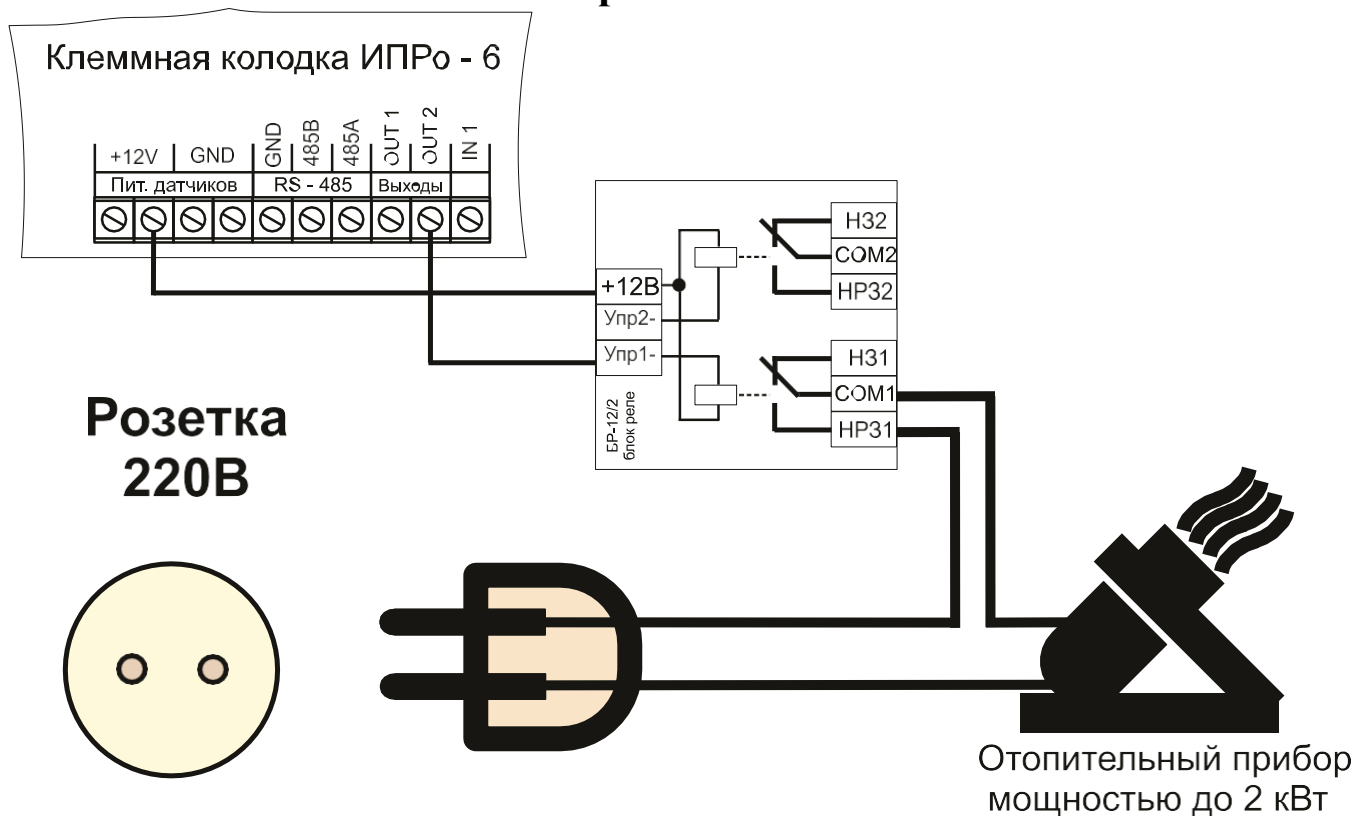 Клеммная колодка ИПРо - 6
+12V GND GND 485B 485A OUT 1 OUT 2 IN 1
Пит. датчиков RS - 485 Выходы
+12В
Упр2-
Упр1-
БР-12/2
блок реле
НЗ2
COM2
НРЗ2
НЗ1
COM1
НРЗ1
Розетка
220В
Отопительный прибор
мощностью до 2 кВт